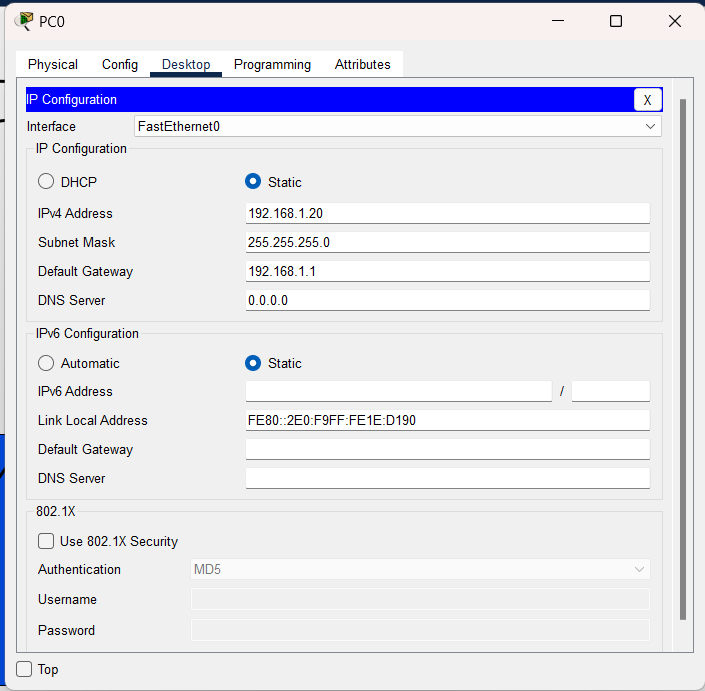 PC0
Physical Config Desktop Programming Attributes
IP Configuration X
Interface FastEthernet0
IP Configuration
DHCP Static
IPv4 Address 192.168.1.20
Subnet Mask 255.255.255.0
Default Gateway 192.168.1.1
DNS Server 0.0.0.0
IPv6 Configuration
Automatic Static
IPv6 Address /
Link Local Address FE80::2E0:F9FF:FE1E:D190
Default Gateway
DNS Server
802.1X
Use 802.1X Security
Authentication MD5
Username
Password
Top